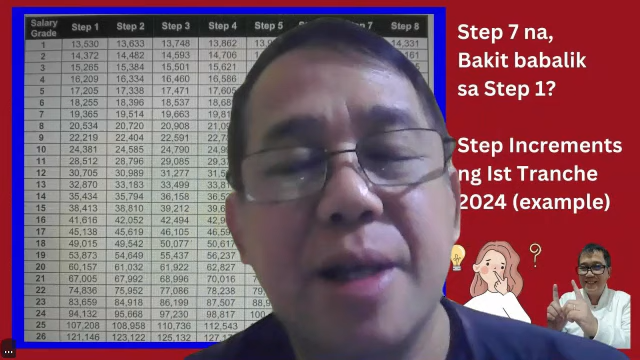 Salary Grade Step 1 Step 2 Step 3 Step 4 Step 5 7 Step 8
1 13,530 13,633 13,748 13,862 14,331
2 14,372 14,482 14,593 14,706
3 15,265 15,384 15,501 15,621
4 16,209 16,334 16,460 16,586
5 17,205 17,338 17,471 17,605
6 18,255 18,396 18,537
7 19,365 19,514 19,663
8 20,534 20,720 20,908
9 22,219 22,404 22,591
10 24,381 24,585 24,790
11 28,512 28,796 29,085
12 30,705 30,989 31,277
13 32,870 33,183 33,499
14 35,434 35,794 36,158
15 38,413 38,810 39,212
16 41,616 42,052 42,494
17 45,138 45,619 46,105
18 49,015 49,542 50,077 50,617
19 53,873 54,649 55,437 56,237
20 60,157 61,032 61,922 62,827
21 67,005 67,992 68,996 70,016
22 74,836 75,952 77,086 78,238
23 83,659 84,918 86,199 87,507
24 94,132 95,668 97,230 98,817
25 107,208 108,958 110,736 112,543
26 121,146 123,122 125,132
Step 7 na,
Bakit babalik
sa Step 1?
Step Increments
ng Ist Tranche
2024 (example)
?